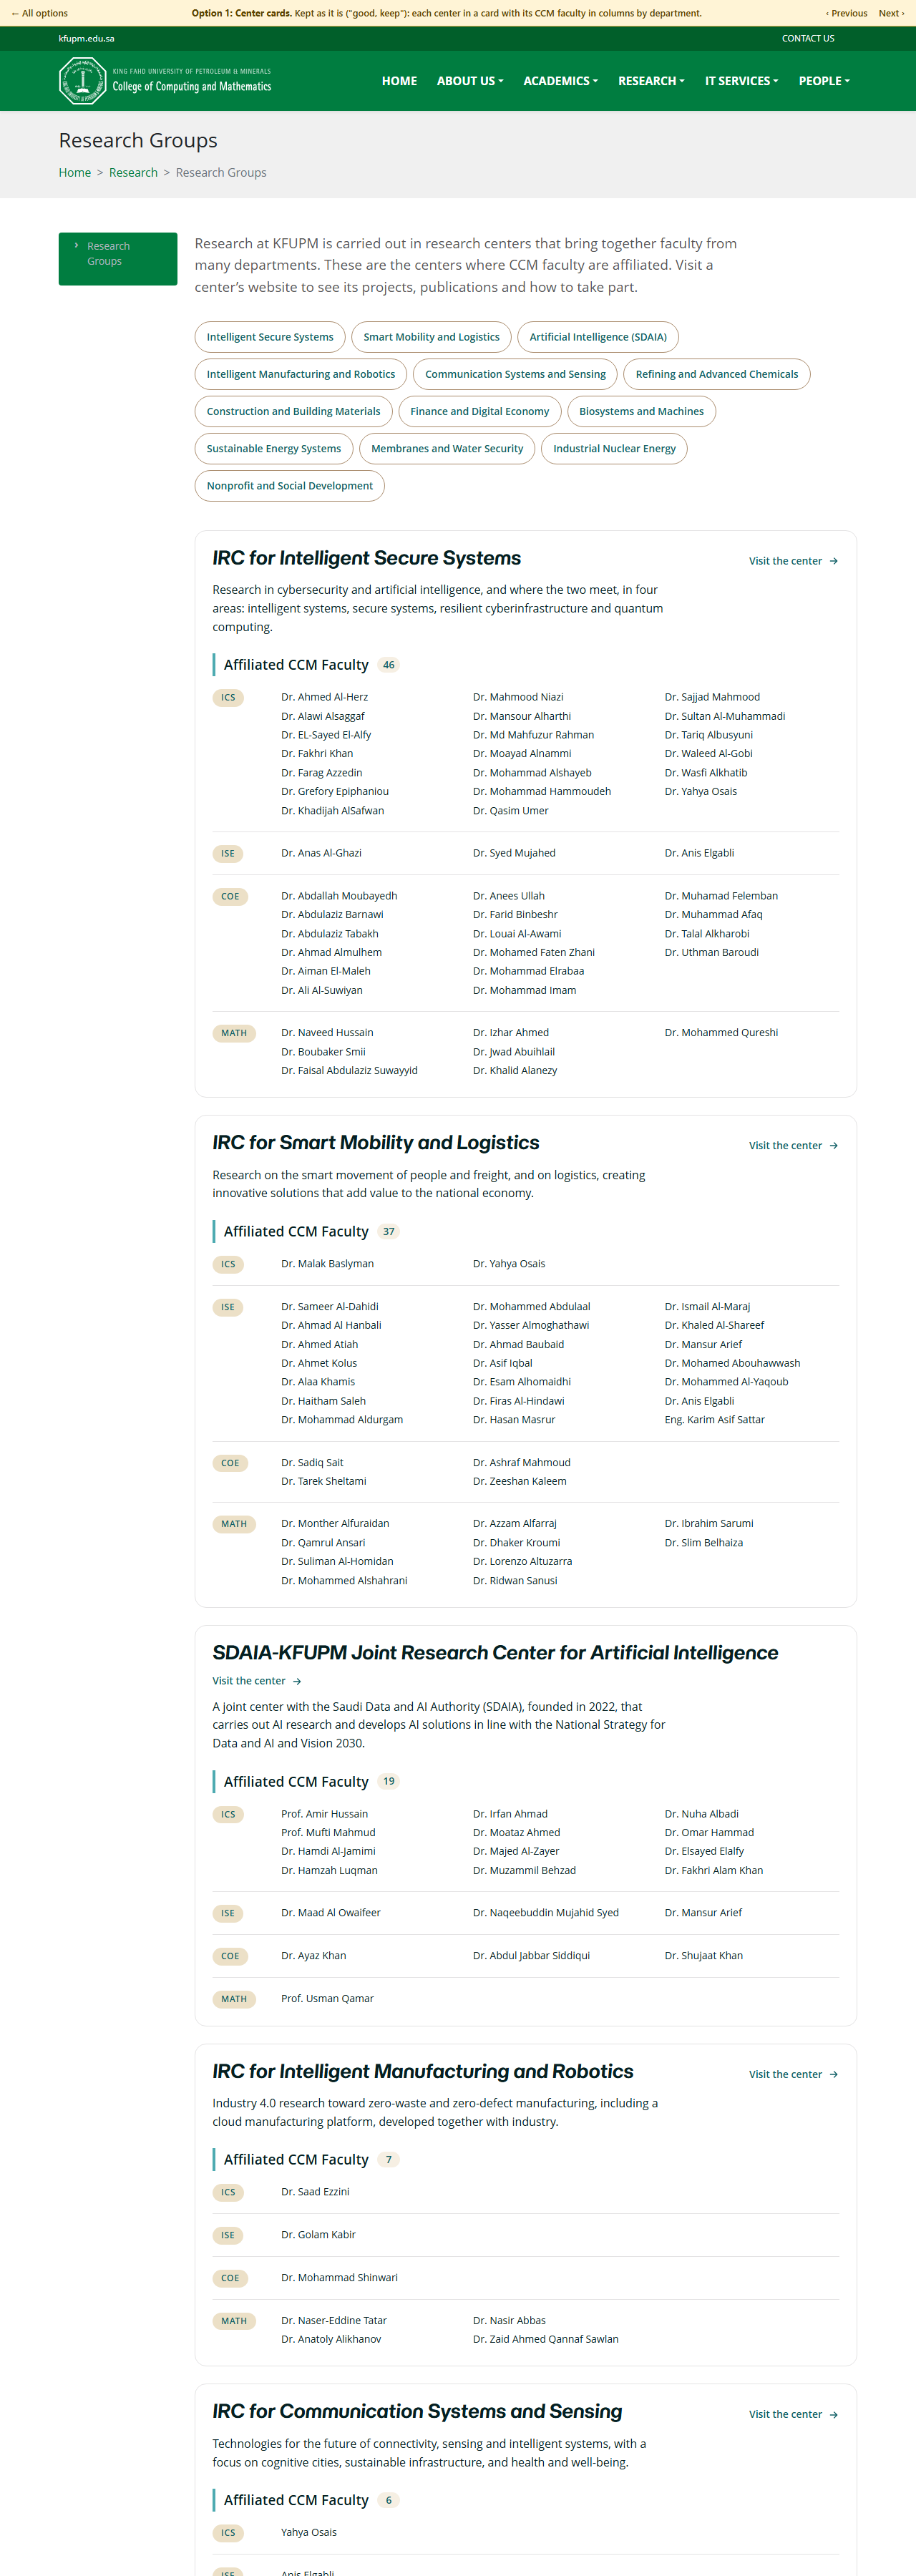 ← All options
Option 1: Center cards. Kept as it is ("good, keep"): each center in a card with its CCM faculty in columns by department.
‹ Previous Next ›
kfupm.edu.sa
CONTACT US
KING FAHD UNIVERSITY OF PETROLEUM & MINERALS
College of Computing and Mathematics
HOME ABOUT US ACADEMICS RESEARCH IT SERVICES PEOPLE
Research Groups
Home > Research > Research Groups
› Research
Groups
Research at KFUPM is carried out in research centers that bring together faculty from
many departments. These are the centers where CCM faculty are affiliated. Visit a
center’s website to see its projects, publications and how to take part.
Intelligent Secure Systems Smart Mobility and Logistics Artificial Intelligence (SDAIA)
Intelligent Manufacturing and Robotics Communication Systems and Sensing Refining and Advanced Chemicals
Construction and Building Materials Finance and Digital Economy Biosystems and Machines
Sustainable Energy Systems Membranes and Water Security Industrial Nuclear Energy
Nonprofit and Social Development
IRC for Intelligent Secure Systems
Visit the center →
Research in cybersecurity and artificial intelligence, and where the two meet, in four
areas: intelligent systems, secure systems, resilient cyberinfrastructure and quantum
computing.
Affiliated CCM Faculty 46
ICS Dr. Ahmed Al-Herz Dr. Mahmood Niazi Dr. Sajjad Mahmood
Dr. Alawi Alsaggaf Dr. Mansour Alharthi Dr. Sultan Al-Muhammadi
Dr. EL-Sayed El-Alfy Dr. Md Mahfuzur Rahman Dr. Tariq Albusyuni
Dr. Fakhri Khan Dr. Moayad Alnammi Dr. Waleed Al-Gobi
Dr. Farag Azzedin Dr. Mohammad Alshayeb Dr. Wasfi Alkhatib
Dr. Grefory Epiphaniou Dr. Mohammad Hammoudeh Dr. Yahya Osais
Dr. Khadijah AlSafwan Dr. Qasim Umer
ISE Dr. Anas Al-Ghazi Dr. Syed Mujahed Dr. Anis Elgabli
COE Dr. Abdallah Moubayedh Dr. Anees Ullah Dr. Muhamad Felemban
Dr. Abdulaziz Barnawi Dr. Farid Binbeshr Dr. Muhammad Afaq
Dr. Abdulaziz Tabakh Dr. Louai Al-Awami Dr. Talal Alkharobi
Dr. Ahmad Almulhem Dr. Mohamed Faten Zhani Dr. Uthman Baroudi
Dr. Aiman El-Maleh Dr. Mohammad Elrabaa
Dr. Ali Al-Suwiyan Dr. Mohammad Imam
MATH Dr. Naveed Hussain Dr. Izhar Ahmed Dr. Mohammed Qureshi
Dr. Boubaker Smii Dr. Jwad Abuihlail
Dr. Faisal Abdulaziz Suwayyid Dr. Khalid Alanezy
IRC for Smart Mobility and Logistics
Visit the center →
Research on the smart movement of people and freight, and on logistics, creating
innovative solutions that add value to the national economy.
Affiliated CCM Faculty 37
ICS Dr. Malak Baslyman Dr. Yahya Osais
ISE Dr. Sameer Al-Dahidi Dr. Mohammed Abdulaal Dr. Ismail Al-Maraj
Dr. Ahmad Al Hanbali Dr. Yasser Almoghathawi Dr. Khaled Al-Shareef
Dr. Ahmed Atiah Dr. Ahmad Baubaid Dr. Mansur Arief
Dr. Ahmet Kolus Dr. Asif Iqbal Dr. Mohamed Abouhawwash
Dr. Alaa Khamis Dr. Esam Alhomaidhi Dr. Mohammed Al-Yaqoub
Dr. Haitham Saleh Dr. Firas Al-Hindawi Dr. Anis Elgabli
Dr. Mohammad Aldurgam Dr. Hasan Masrur Eng. Karim Asif Sattar
COE Dr. Sadiq Sait Dr. Ashraf Mahmoud
Dr. Tarek Sheltami Dr. Zeeshan Kaleem
MATH Dr. Monther Alfuraidan Dr. Azzam Alfarraj Dr. Ibrahim Sarumi
Dr. Qamrul Ansari Dr. Dhaker Kroumi Dr. Slim Belhaiza
Dr. Suliman Al-Homidan Dr. Lorenzo Altuzarra
Dr. Mohammed Alshahrani Dr. Ridwan Sanusi
SDAIA-KFUPM Joint Research Center for Artificial Intelligence
Visit the center →
A joint center with the Saudi Data and AI Authority (SDAIA), founded in 2022, that
carries out AI research and develops AI solutions in line with the National Strategy for
Data and AI and Vision 2030.
Affiliated CCM Faculty 19
ICS Prof. Amir Hussain Dr. Irfan Ahmad Dr. Nuha Albadi
Prof. Mufti Mahmud Dr. Moataz Ahmed Dr. Omar Hammad
Dr. Hamdi Al-Jamimi Dr. Majed Al-Zayer Dr. Elsayed Elalfy
Dr. Hamzah Luqman Dr. Muzammil Behzad Dr. Fakhri Alam Khan
ISE Dr. Maad Al Owaifeer Dr. Naqeebuddin Mujahid Syed Dr. Mansur Arief
COE Dr. Ayaz Khan Dr. Abdul Jabbar Siddiqui Dr. Shujaat Khan
MATH Prof. Usman Qamar
IRC for Intelligent Manufacturing and Robotics
Visit the center →
Industry 4.0 research toward zero-waste and zero-defect manufacturing, including a
cloud manufacturing platform, developed together with industry.
Affiliated CCM Faculty 7
ICS Dr. Saad Ezzini
ISE Dr. Golam Kabir
COE Dr. Mohammad Shinwari
MATH Dr. Naser-Eddine Tatar Dr. Nasir Abbas
Dr. Anatoly Alikhanov Dr. Zaid Ahmed Qannaf Sawlan
IRC for Communication Systems and Sensing
Visit the center →
Technologies for the future of connectivity, sensing and intelligent systems, with a
focus on cognitive cities, sustainable infrastructure, and health and well-being.
Affiliated CCM Faculty 6
ICS Yahya Osais
ISE Anis Elgabli